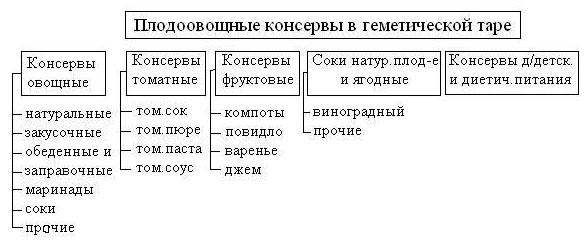 Плодоовощные консервы в геметической таре
Консервы
овощные
натуральные
закусочные
обеденные и
заправочные
маринады
соки
прочие
Консервы
томатные
том.сок
том.пюре
том.паста
том.соус
Консервы
фруктовые
компоты
повидло
варенье
джем
Соки натур.плод-е
и ягодные
виноградный
прочие
Консервы д/детск.
и диетич.питания